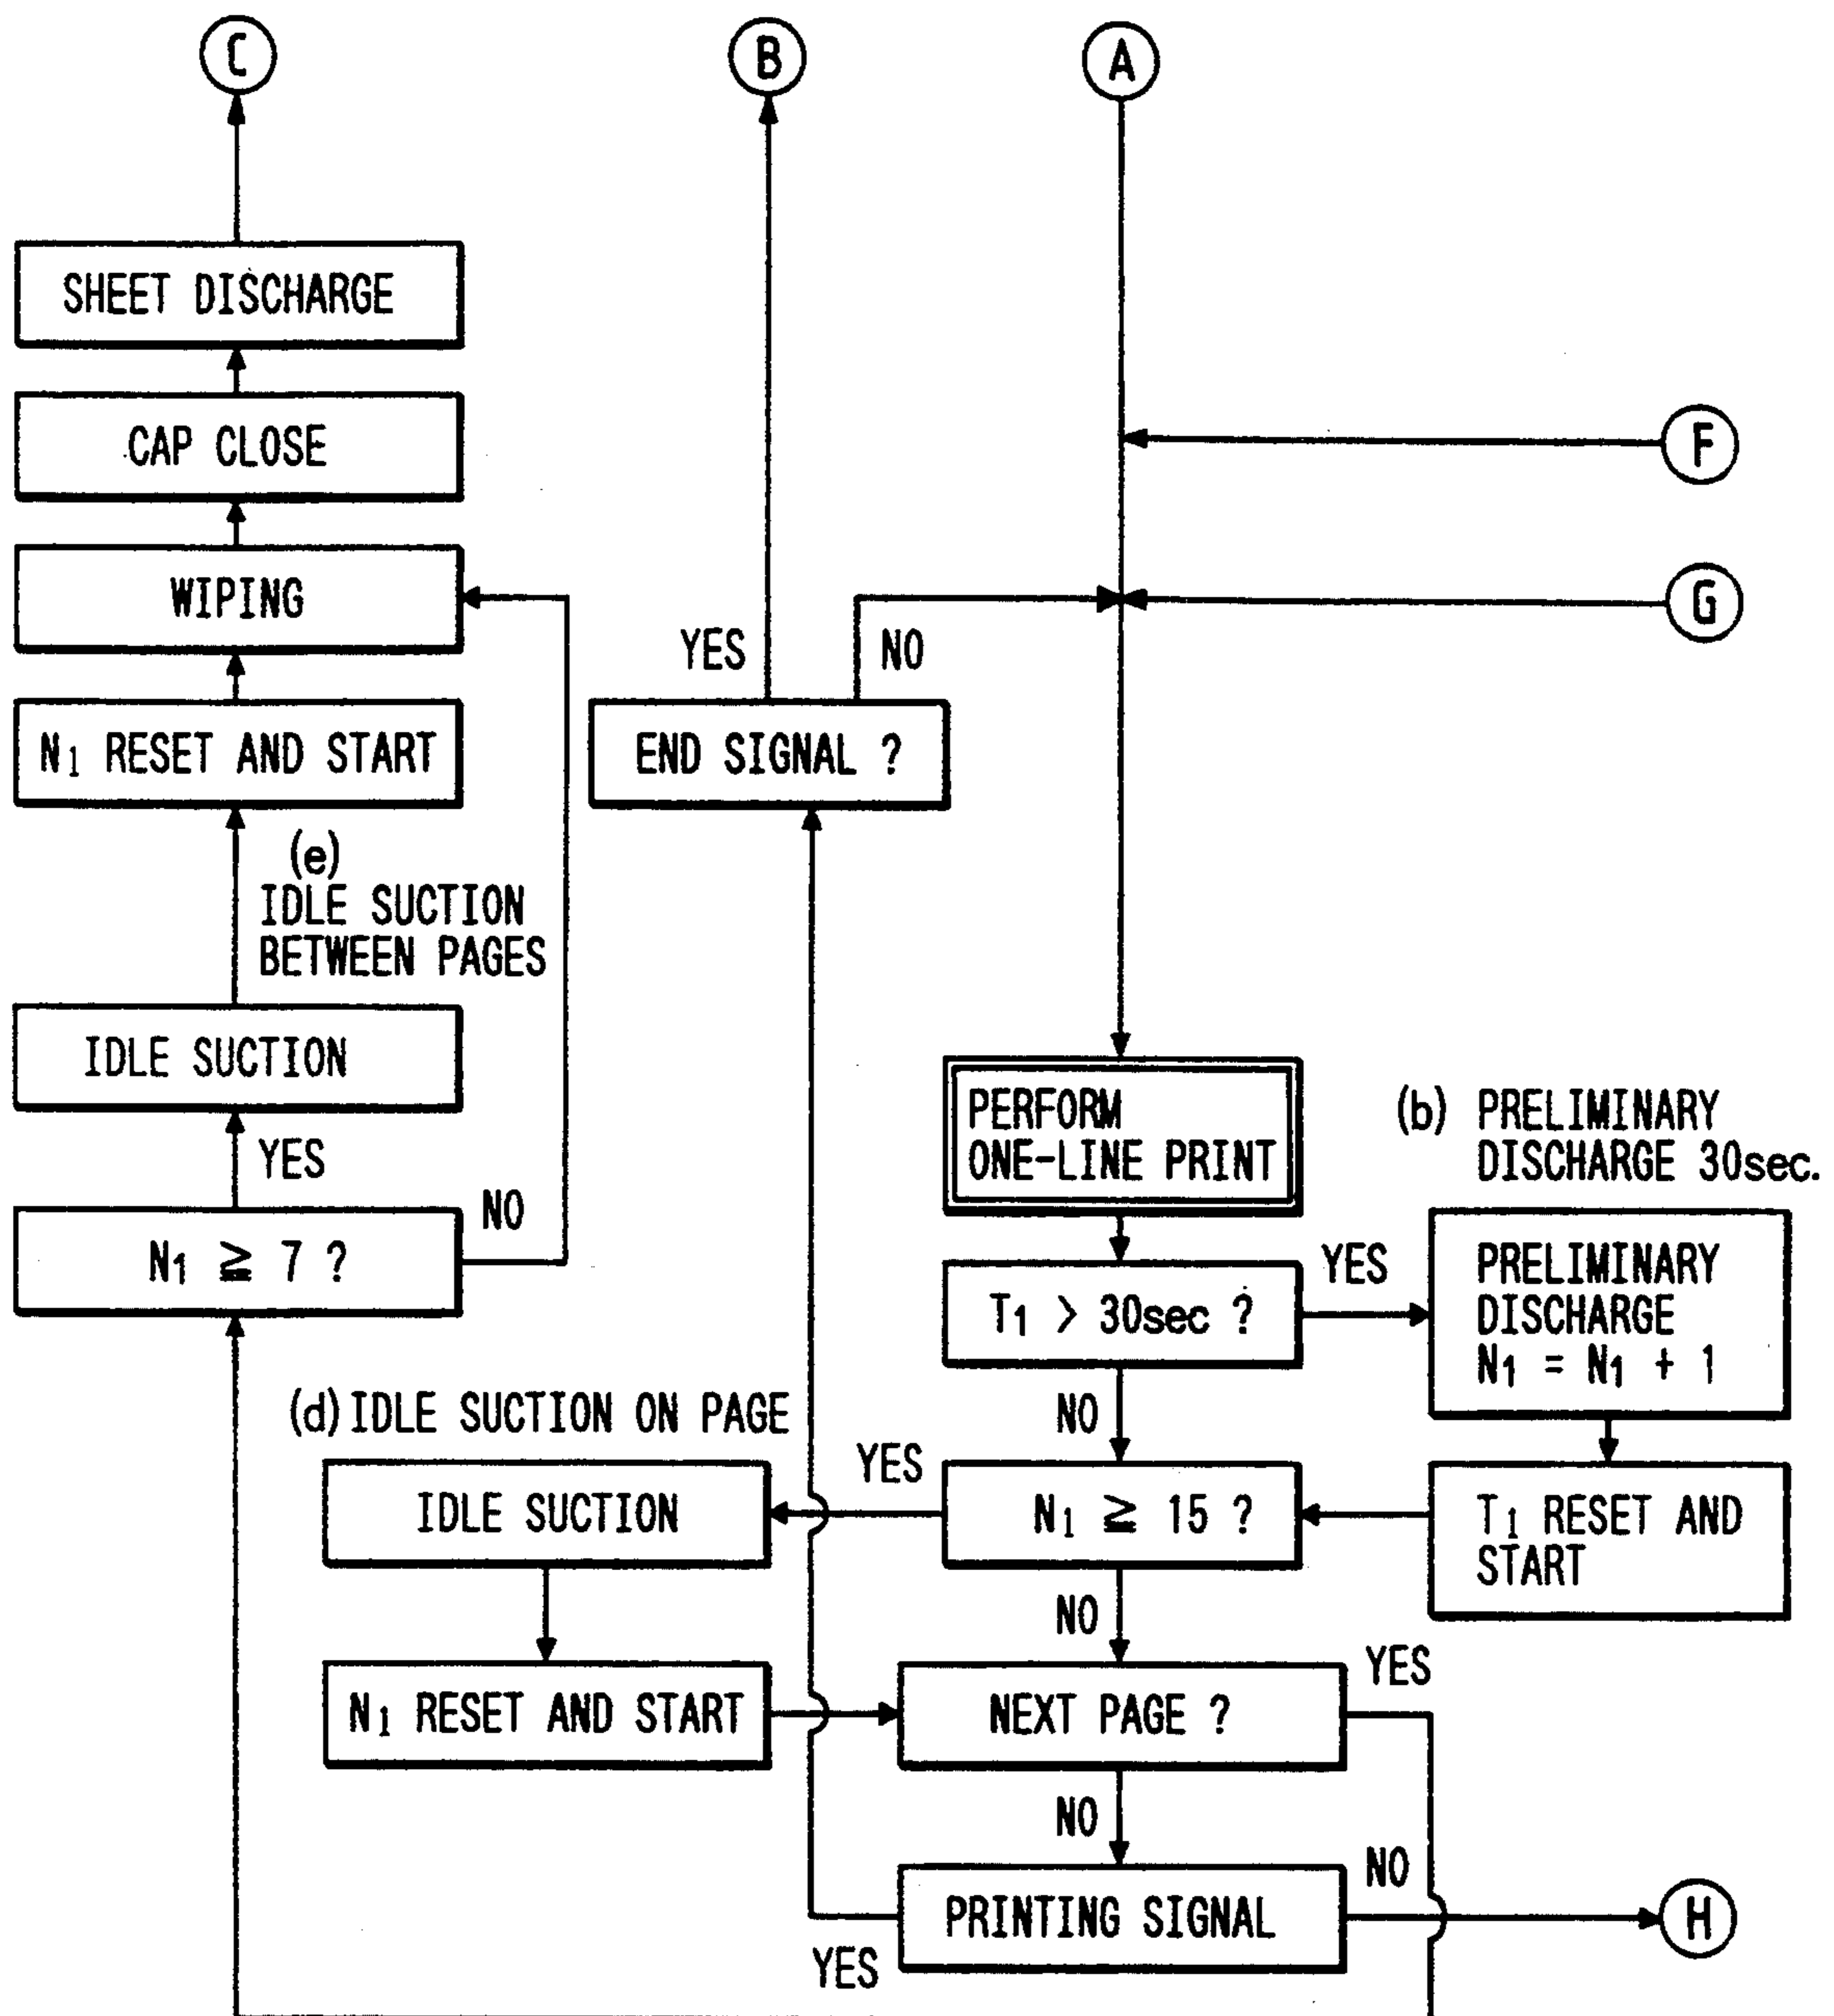 C
B
A
SHEET DISCHARGE
CAP CLOSE
F
WIPING
G
YES
NO
N1 RESET AND START
END SIGNAL ?
(e)
IDLE SUCTION
BETWEEN PAGES
IDLE SUCTION
YES
N1 ≧ 7 ?
NO
PERFORM
ONE-LINE PRINT
(b) PRELIMINARY
DISCHARGE 30sec.
T1 > 30sec ?
YES
PRELIMINARY
DISCHARGE
N1 = N1 + 1
NO
(d) IDLE SUCTION ON PAGE
IDLE SUCTION
YES
N1 ≧ 15 ?
T1 RESET AND
START
NO
N1 RESET AND START
NEXT PAGE ?
YES
NO
PRINTING SIGNAL
NO
H
YES